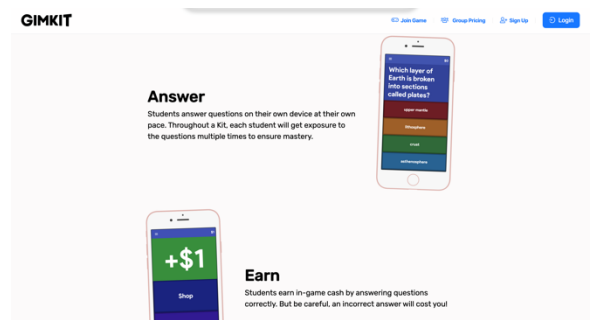 GIMKIT
Join Game
Group Pricing
Sign Up
Login
Which layer of
Earth is broken
into sections
called plates?
upper mantle
lithosphere
crust
asthenosphere
Answer
Students answer questions on their own device at their own
pace. Throughout a Kit, each student will get exposure to
the questions multiple times to ensure mastery.
+$1
Shop
Earn
Students earn in-game cash by answering questions
correctly. But be careful, an incorrect answer will cost you!